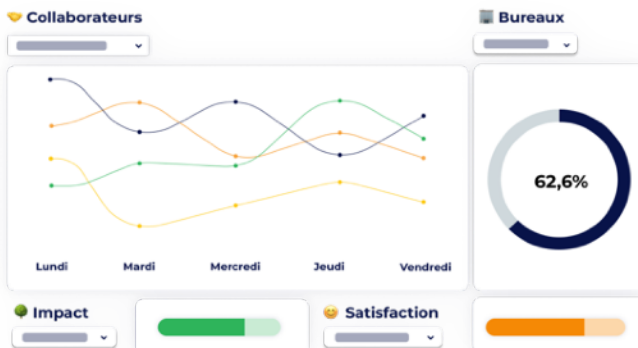 Collaborateurs
Bureaux
62,6%
Lundi
Mardi
Mercredi
Jeudi
Vendredi
Impact
Satisfaction